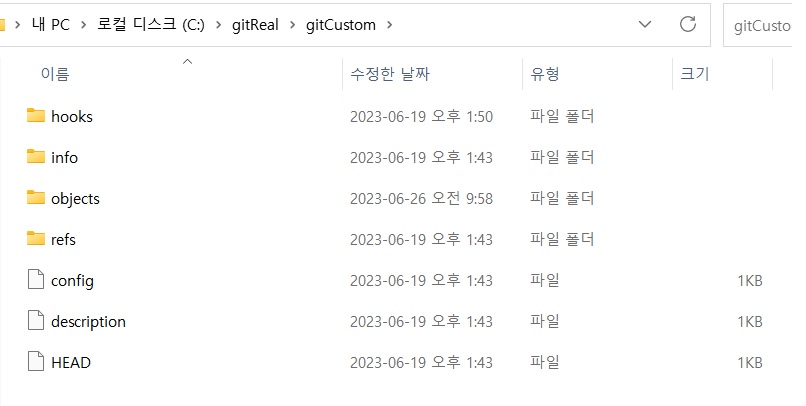 내 PC > 로컬 디스크 (C:) > gitReal > gitCustom >
이름 수정한 날짜 유형 크기
hooks 2023-06-19 오후 1:50 파일 폴더
info 2023-06-19 오후 1:43 파일 폴더
objects 2023-06-26 오전 9:58 파일 폴더
refs 2023-06-19 오후 1:43 파일 폴더
config 2023-06-19 오후 1:43 파일 1KB
description 2023-06-19 오후 1:43 파일 1KB
HEAD 2023-06-19 오후 1:43 파일 1KB